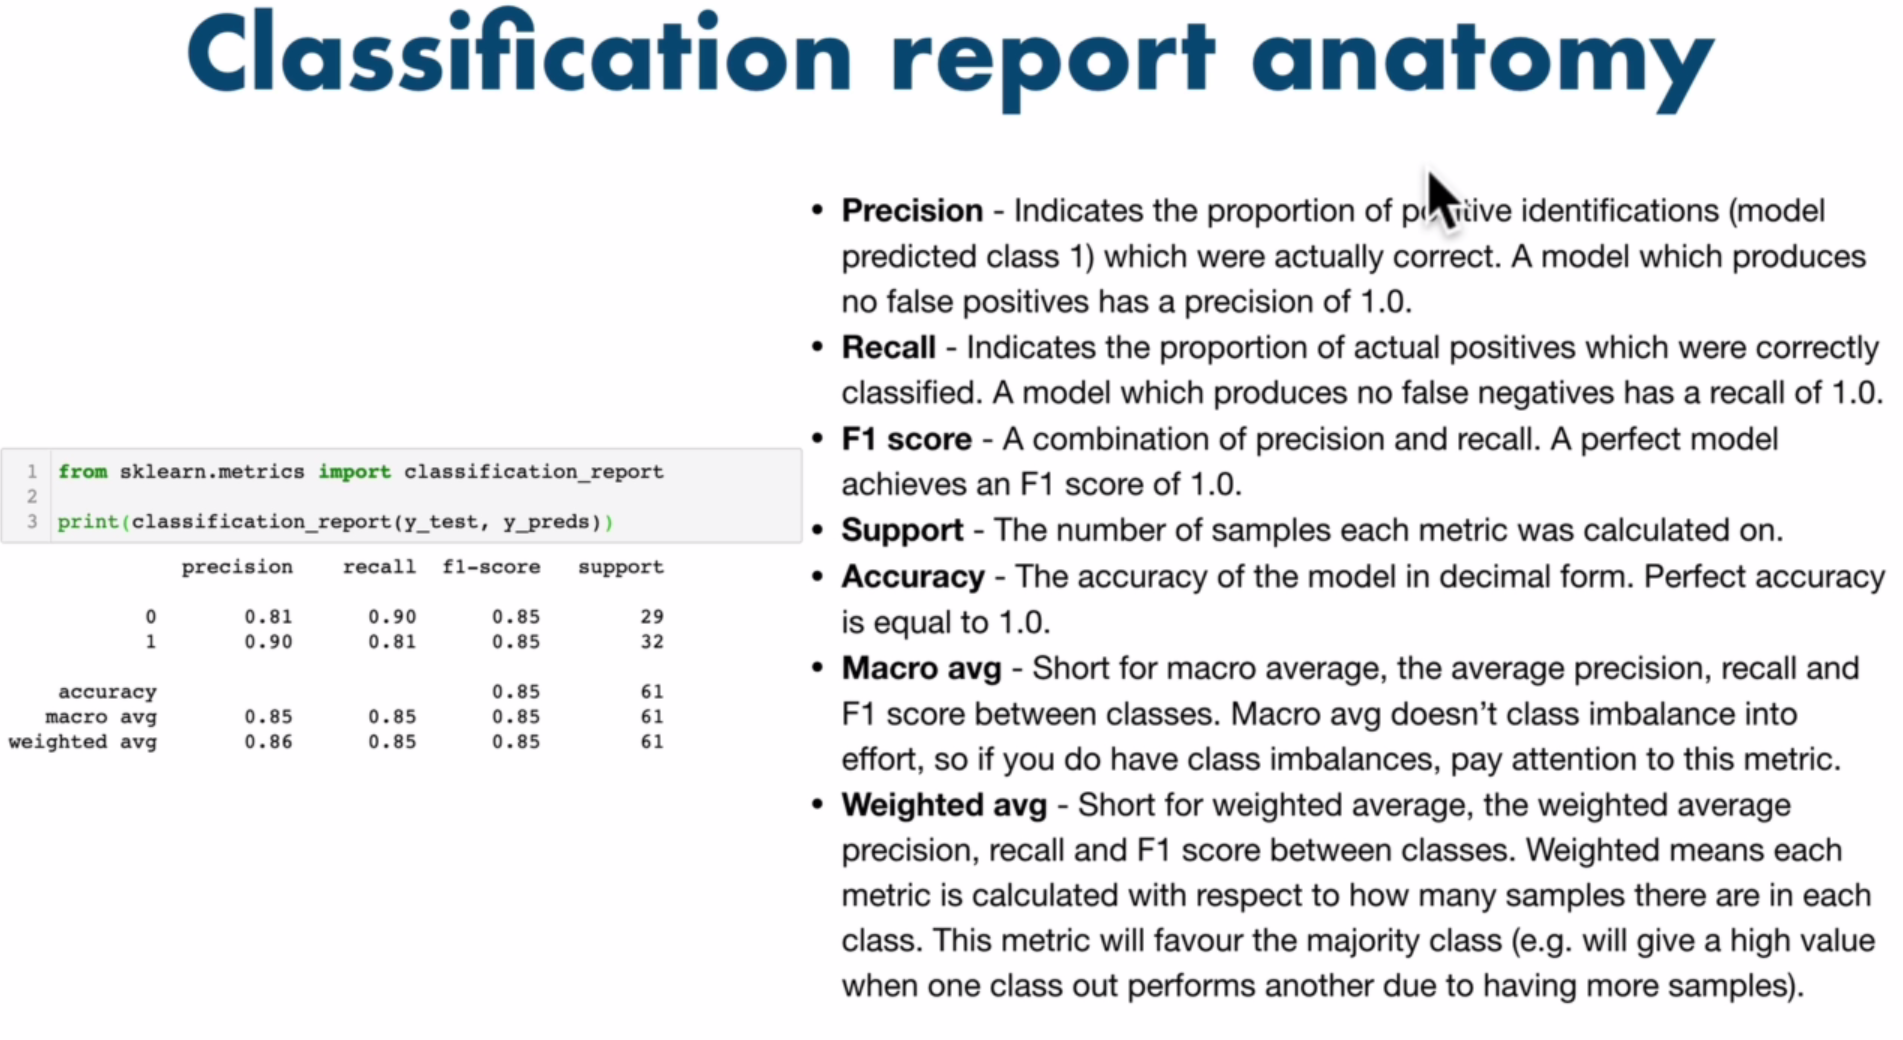 Classification report anatomy
1 from sklearn.metrics import classification_report
2
3 print(classification_report(y_test, y_preds))
precision recall f1-score support
0 0.81 0.90 0.85 29
1 0.90 0.81 0.85 32
accuracy 0.85 61
macro avg 0.85 0.85 0.85 61
weighted avg 0.86 0.85 0.85 61
• Precision - Indicates the proportion of positive identifications (model
predicted class 1) which were actually correct. A model which produces
no false positives has a precision of 1.0.
• Recall - Indicates the proportion of actual positives which were correctly
classified. A model which produces no false negatives has a recall of 1.0.
• F1 score - A combination of precision and recall. A perfect model
achieves an F1 score of 1.0.
• Support - The number of samples each metric was calculated on.
• Accuracy - The accuracy of the model in decimal form. Perfect accuracy
is equal to 1.0.
• Macro avg - Short for macro average, the average precision, recall and
F1 score between classes. Macro avg doesn’t class imbalance into
effort, so if you do have class imbalances, pay attention to this metric.
• Weighted avg - Short for weighted average, the weighted average
precision, recall and F1 score between classes. Weighted means each
metric is calculated with respect to how many samples there are in each
class. This metric will favour the majority class (e.g. will give a high value
when one class out performs another due to having more samples).